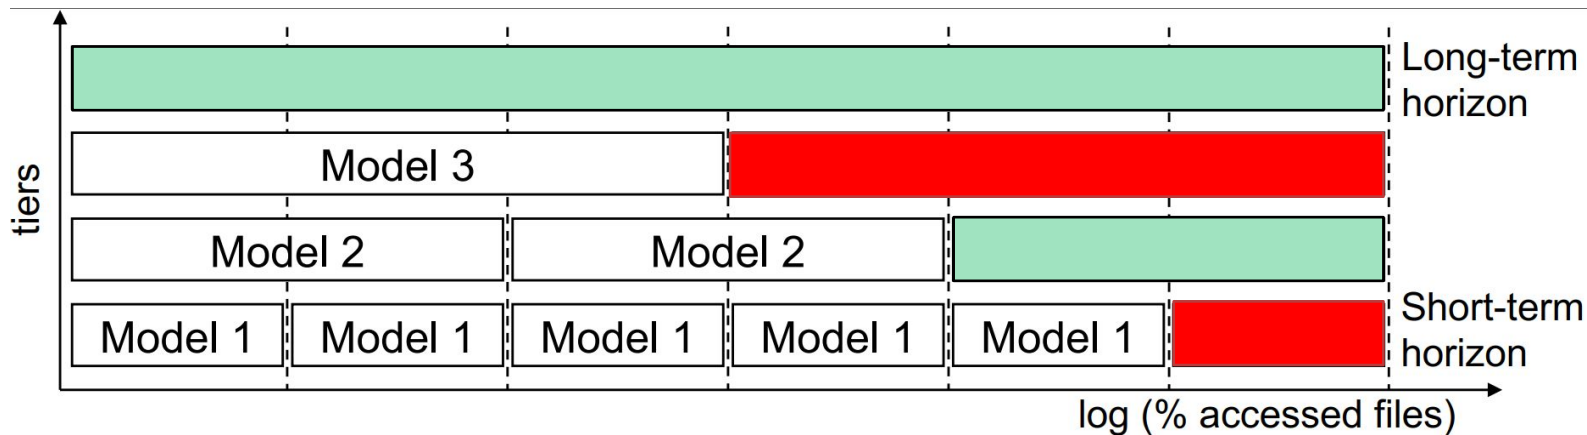 Long-term
horizon
Model 3
tiers
Model 2 Model 2
Model 1 Model 1 Model 1 Model 1 Model 1
Short-term
horizon
log (% accessed files)